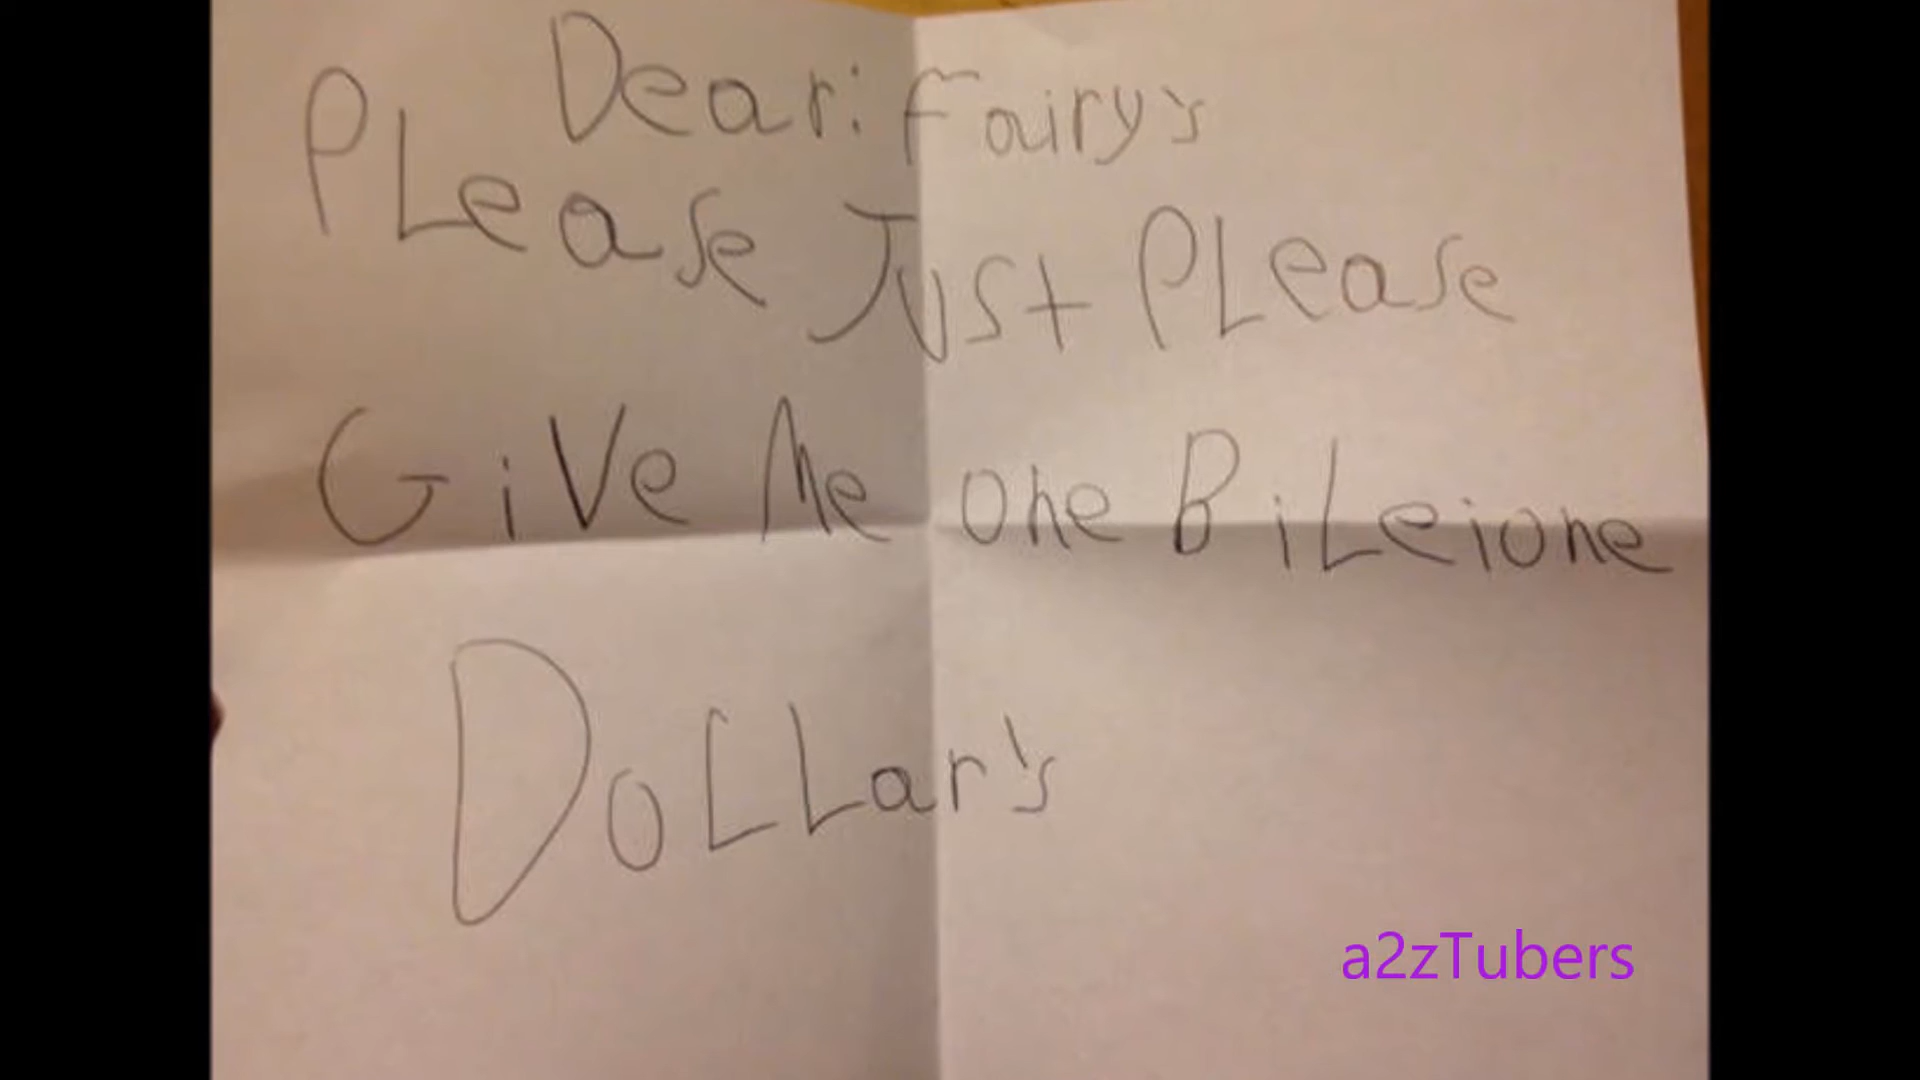 Dear: Fairy's
PLease Just PLease
GiVe Me one BiLeione
DoLLar's
a2zTubers